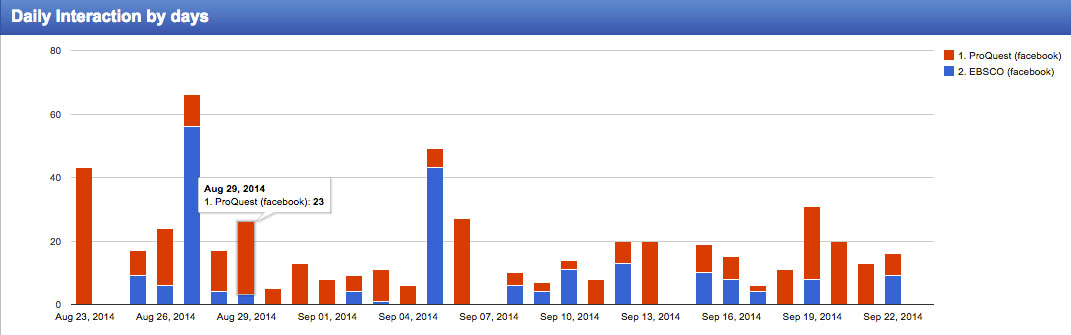 Daily Interaction by days
80
60
40
20
0
1. ProQuest (facebook)
2. EBSCO (facebook)
Aug 29, 2014
1. ProQuest (facebook): 23
Aug 23, 2014 Aug 26, 2014 Aug 29, 2014 Sep 01, 2014 Sep 04, 2014 Sep 07, 2014 Sep 10, 2014 Sep 13, 2014 Sep 16, 2014 Sep 19, 2014 Sep 22, 2014